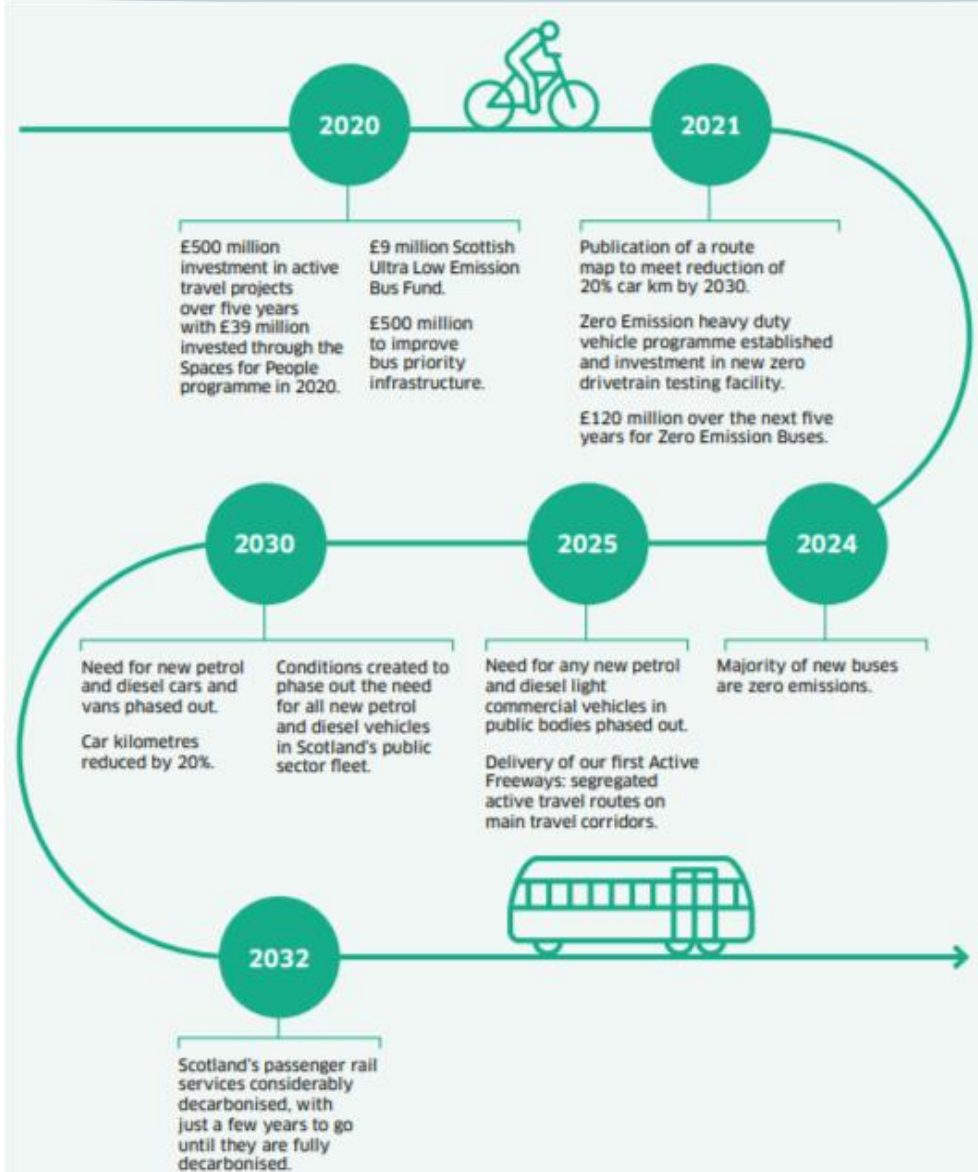 2020
£500 million
investment in active
travel projects
over five years
with £39 million
invested through the
Spaces for People
programme in 2020.
£9 million Scottish
Ultra Low Emission
Bus Fund.
£500 million
to improve
bus priority
infrastructure.
2021
Publication of a route
map to meet reduction of
20% car km by 2030.
Zero Emission heavy duty
vehicle programme established
and investment in new zero
drivetrain testing facility.
£120 million over the next five
years for Zero Emission Buses.
2024
Majority of new buses
are zero emissions.
2025
Need for any new petrol
and diesel light
commercial vehicles in
public bodies phased out.
Delivery of our first Active
Freeways: segregated
active travel routes on
main travel corridors.
2030
Need for new petrol
and diesel cars and
vans phased out.
Car kilometres
reduced by 20%.
Conditions created to
phase out the need
for all new petrol
and diesel vehicles
in Scotland's public
sector fleet.
2032
Scotland's passenger rail
services considerably
decarbonised, with
just a few years to go
until they are fully
decarbonised.